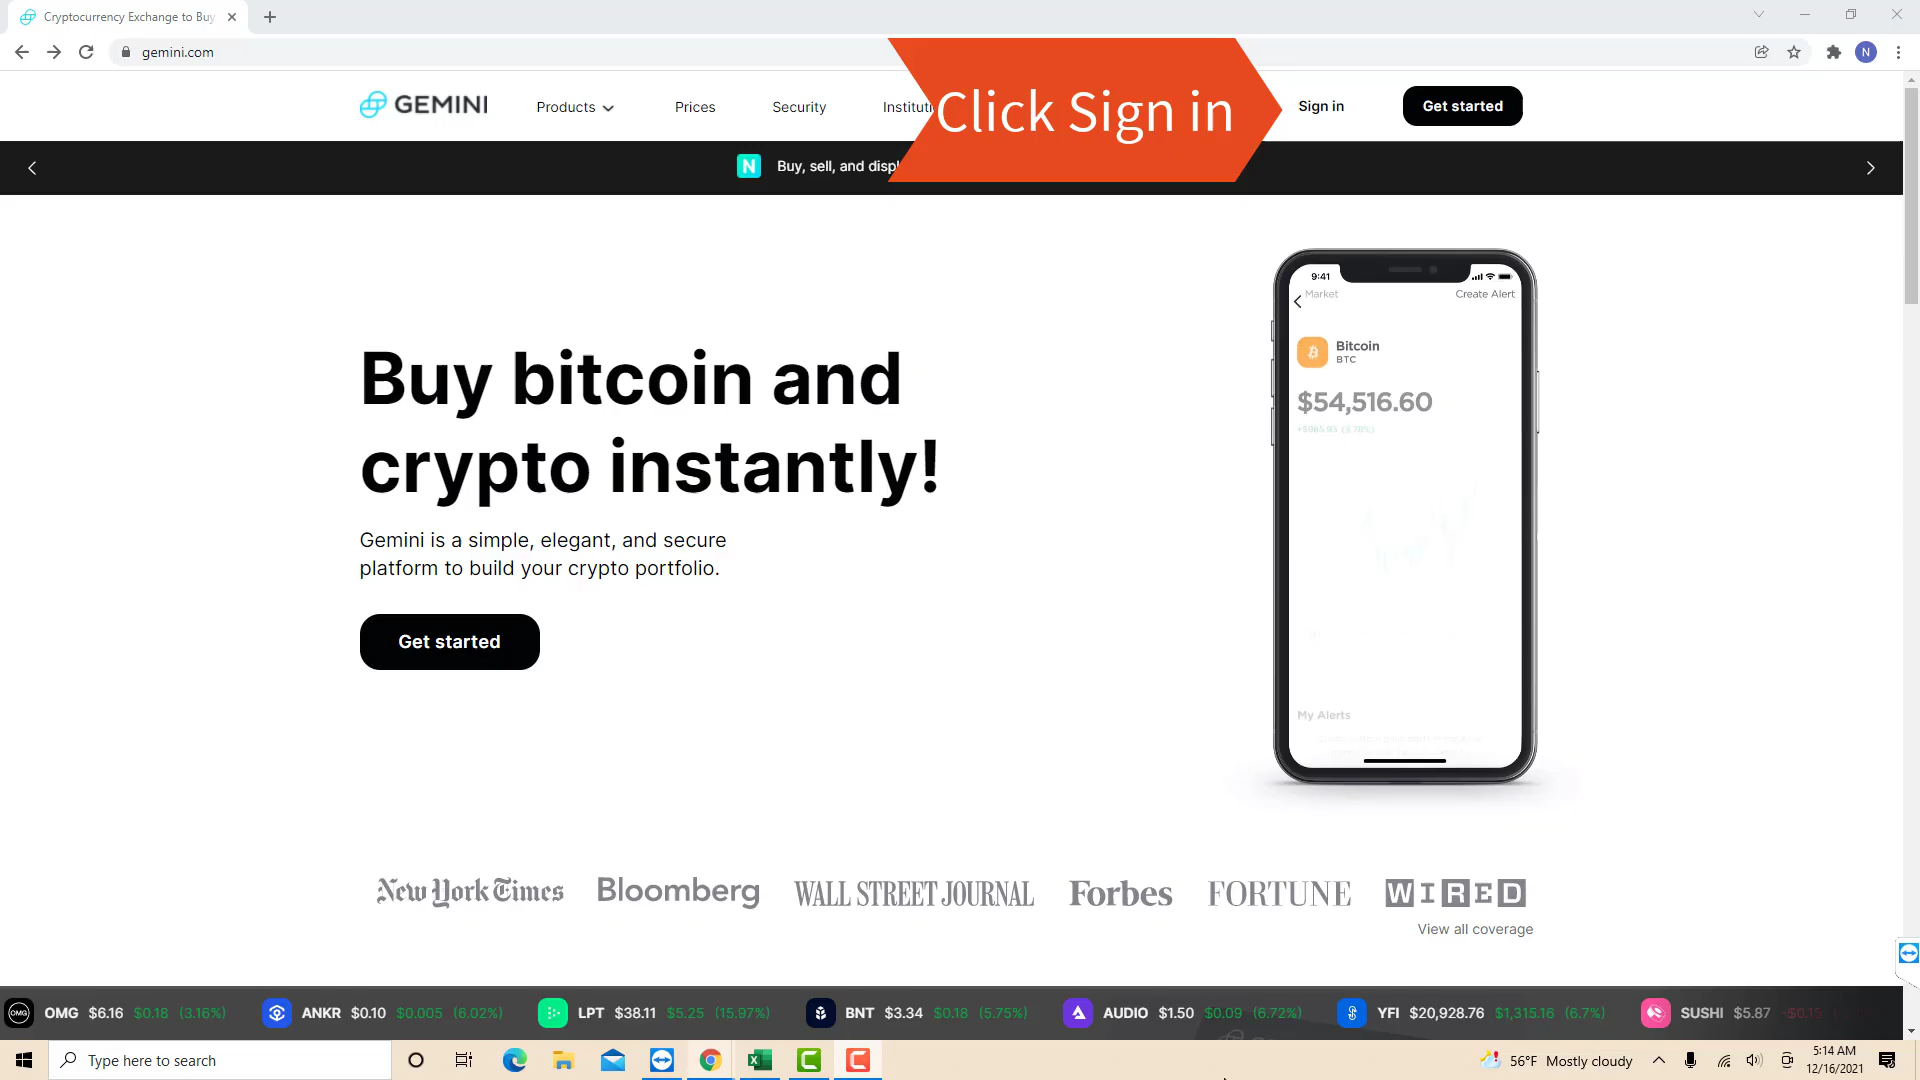 Cryptocurrency Exchange to Buy
gemini.com
N
GEMINI
Products
Prices
Security
Click Sign in
Sign in
Get started
N
Buy, sell, and
9:41
Market
Create Alert
Bitcoin
BTC
$54,516.60
Buy bitcoin and
crypto instantly!
Gemini is a simple, elegant, and secure
platform to build your crypto portfolio.
Get started
My Alerts
New York Times
Bloomberg
WALL STREET JOURNAL
Forbes
FORTUNE
WIRED
View all coverage
OMG OMG $6.16 $0.18 (3.16%)
ANKR $0.10 $0.005 (6.02%)
LPT $38.11 $5.25 (15.97%)
BNT $3.34 $0.18 (5.75%)
AUDIO $1.50 $0.09 (6.72%)
YFI $20,928.76 $1,315.16 (6.7%)
SUSHI $5.87
Type here to search
56°F Mostly cloudy
5:14 AM
12/16/2021